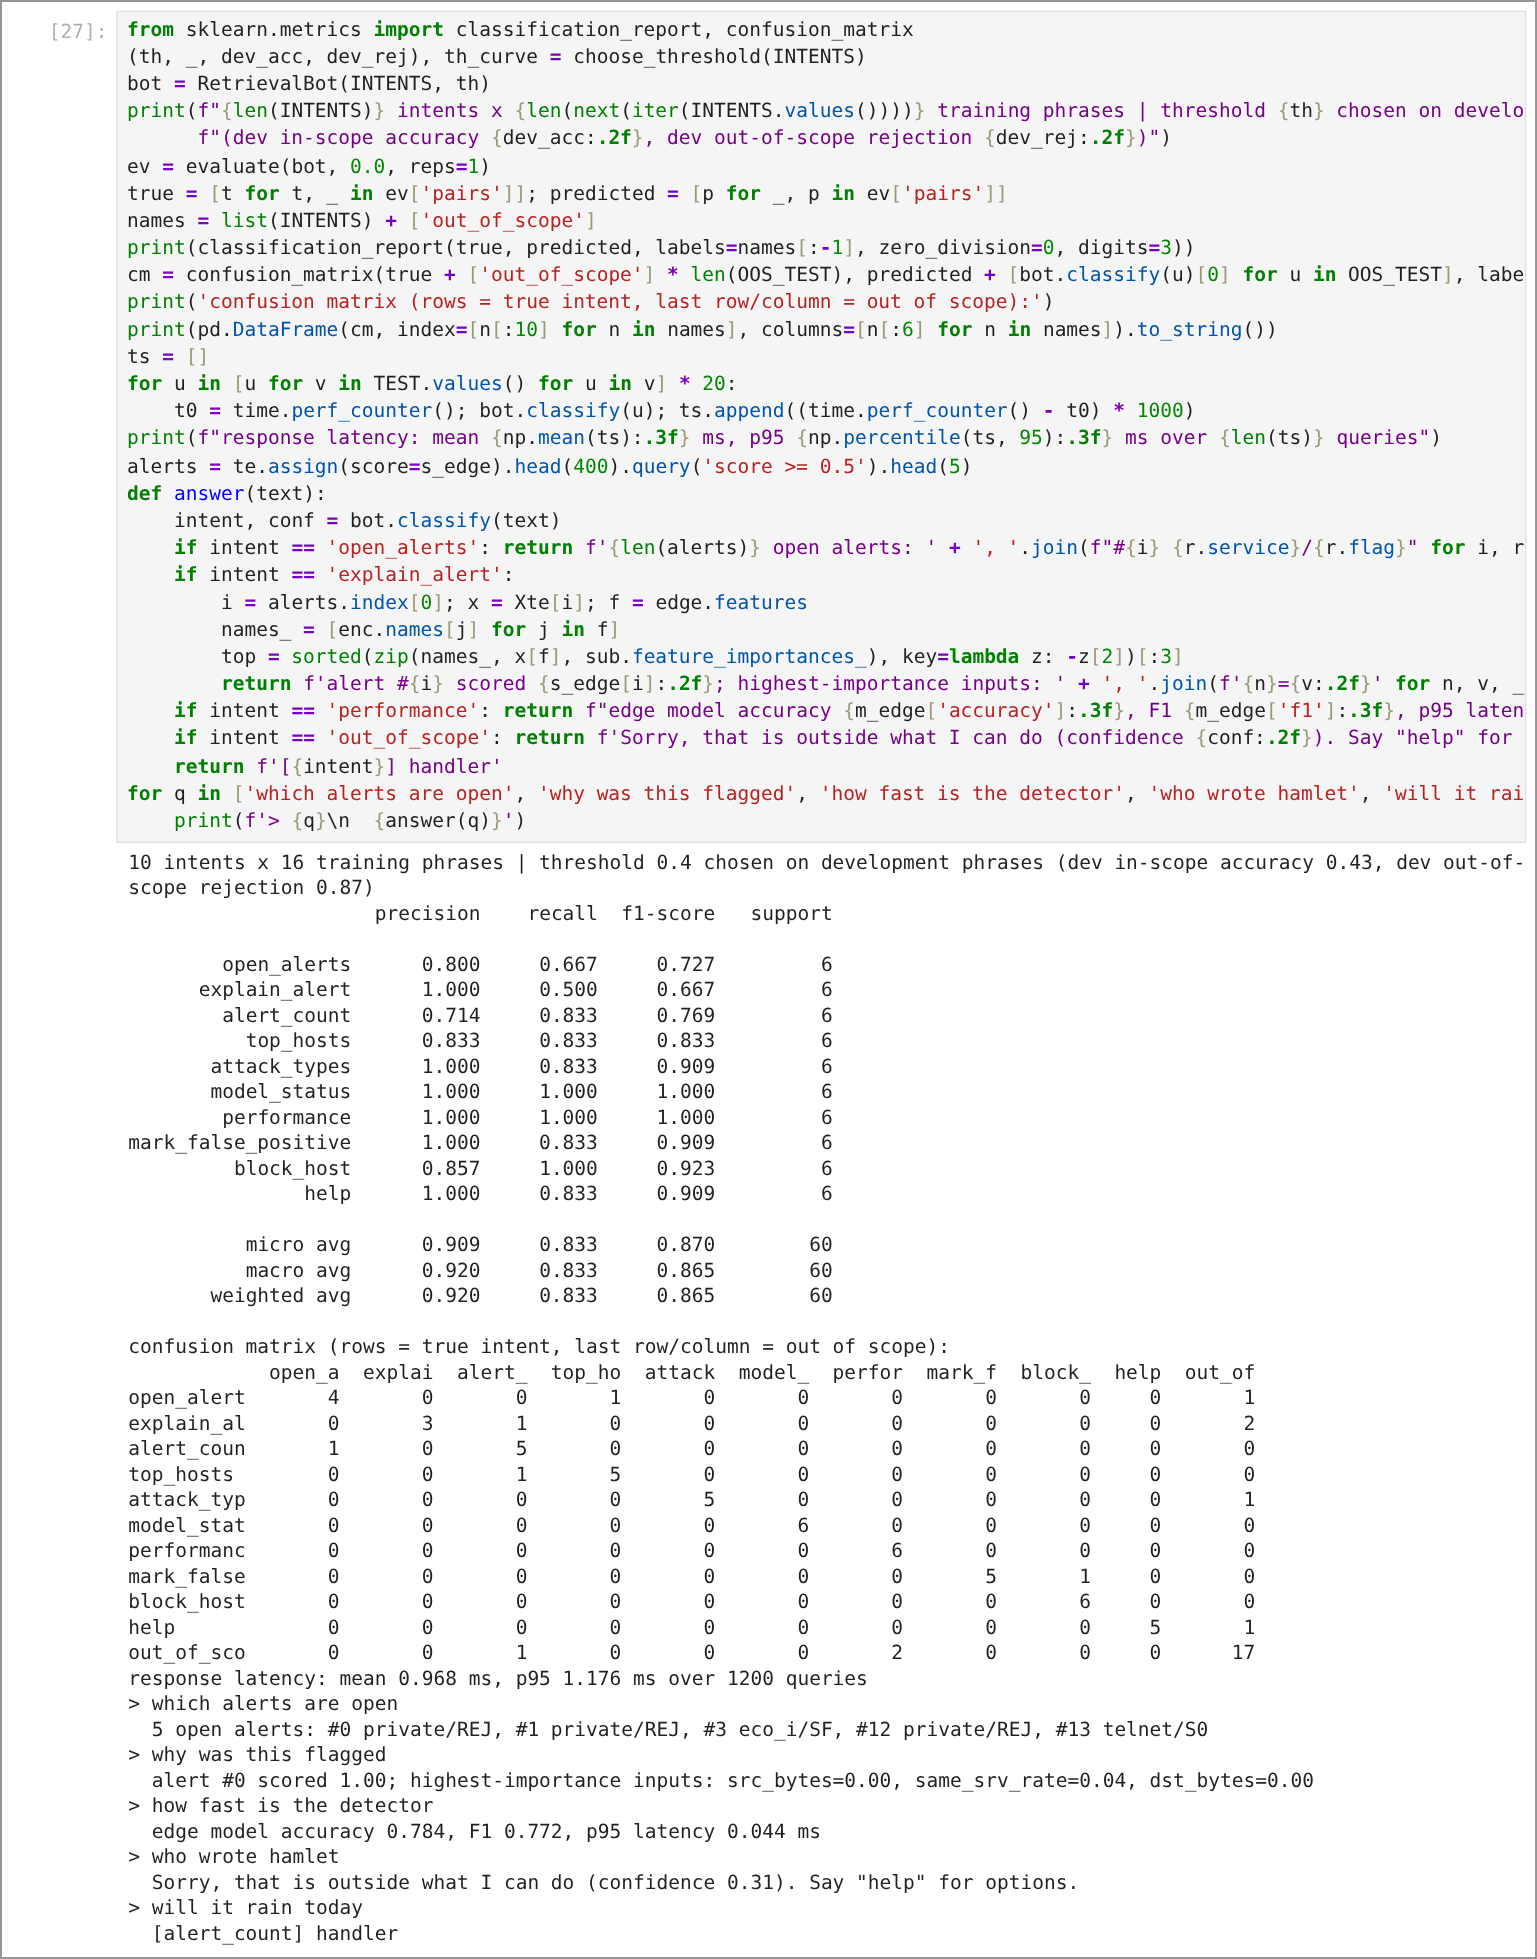 [27]:
from sklearn.metrics import classification_report, confusion_matrix
(th, _, dev_acc, dev_rej), th_curve = choose_threshold(INTENTS)
bot = RetrievalBot(INTENTS, th)
print(f"{len(INTENTS)} intents x {len(next(iter(INTENTS.values())))} training phrases | threshold {th} chosen on develo
      f"(dev in-scope accuracy {dev_acc:.2f}, dev out-of-scope rejection {dev_rej:.2f})")
ev = evaluate(bot, 0.0, reps=1)
true = [t for t, _ in ev['pairs']]; predicted = [p for _, p in ev['pairs']]
names = list(INTENTS) + ['out_of_scope']
print(classification_report(true, predicted, labels=names[:-1], zero_division=0, digits=3))
cm = confusion_matrix(true + ['out_of_scope'] * len(OOS_TEST), predicted + [bot.classify(u)[0] for u in OOS_TEST], labe
print('confusion matrix (rows = true intent, last row/column = out of scope):')
print(pd.DataFrame(cm, index=[n[:10] for n in names], columns=[n[:6] for n in names]).to_string())
ts = []
for u in [u for v in TEST.values() for u in v] * 20:
    t0 = time.perf_counter(); bot.classify(u); ts.append((time.perf_counter() - t0) * 1000)
print(f"response latency: mean {np.mean(ts):.3f} ms, p95 {np.percentile(ts, 95):.3f} ms over {len(ts)} queries")
alerts = te.assign(score=s_edge).head(400).query('score >= 0.5').head(5)
def answer(text):
    intent, conf = bot.classify(text)
    if intent == 'open_alerts': return f'{len(alerts)} open alerts: ' + ', '.join(f"#{i} {r.service}/{r.flag}" for i, r
    if intent == 'explain_alert':
        i = alerts.index[0]; x = Xte[i]; f = edge.features
        names_ = [enc.names[j] for j in f]
        top = sorted(zip(names_, x[f], sub.feature_importances_), key=lambda z: -z[2])[:3]
        return f'alert #{i} scored {s_edge[i]:.2f}; highest-importance inputs: ' + ', '.join(f'{n}={v:.2f}' for n, v, _
    if intent == 'performance': return f"edge model accuracy {m_edge['accuracy']:.3f}, F1 {m_edge['f1']:.3f}, p95 laten
    if intent == 'out_of_scope': return f'Sorry, that is outside what I can do (confidence {conf:.2f}). Say "help" for
    return f'[{intent}] handler'
for q in ['which alerts are open', 'why was this flagged', 'how fast is the detector', 'who wrote hamlet', 'will it rai
    print(f'> {q}\n  {answer(q)}')
10 intents x 16 training phrases | threshold 0.4 chosen on development phrases (dev in-scope accuracy 0.43, dev out-of-
scope rejection 0.87)
                     precision    recall  f1-score   support

        open_alerts      0.800     0.667     0.727         6
      explain_alert      1.000     0.500     0.667         6
        alert_count      0.714     0.833     0.769         6
          top_hosts      0.833     0.833     0.833         6
       attack_types      1.000     0.833     0.909         6
       model_status      1.000     1.000     1.000         6
        performance      1.000     1.000     1.000         6
mark_false_positive      1.000     0.833     0.909         6
         block_host      0.857     1.000     0.923         6
               help      1.000     0.833     0.909         6

          micro avg      0.909     0.833     0.870        60
          macro avg      0.920     0.833     0.865        60
       weighted avg      0.920     0.833     0.865        60

confusion matrix (rows = true intent, last row/column = out of scope):
            open_a  explai  alert_  top_ho  attack  model_  perfor  mark_f  block_  help  out_of
open_alert       4       0       0       1       0       0       0       0       0     0       1
explain_al       0       3       1       0       0       0       0       0       0     0       2
alert_coun       1       0       5       0       0       0       0       0       0     0       0
top_hosts        0       0       1       5       0       0       0       0       0     0       0
attack_typ       0       0       0       0       5       0       0       0       0     0       1
model_stat       0       0       0       0       0       6       0       0       0     0       0
performanc       0       0       0       0       0       0       6       0       0     0       0
mark_false       0       0       0       0       0       0       0       5       1     0       0
block_host       0       0       0       0       0       0       0       0       6     0       0
help             0       0       0       0       0       0       0       0       0     5       1
out_of_sco       0       0       1       0       0       0       2       0       0     0      17
response latency: mean 0.968 ms, p95 1.176 ms over 1200 queries
> which alerts are open
  5 open alerts: #0 private/REJ, #1 private/REJ, #3 eco_i/SF, #12 private/REJ, #13 telnet/S0
> why was this flagged
  alert #0 scored 1.00; highest-importance inputs: src_bytes=0.00, same_srv_rate=0.04, dst_bytes=0.00
> how fast is the detector
  edge model accuracy 0.784, F1 0.772, p95 latency 0.044 ms
> who wrote hamlet
  Sorry, that is outside what I can do (confidence 0.31). Say "help" for options.
> will it rain today
  [alert_count] handler